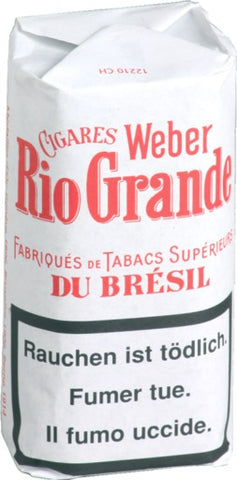 12210 CH
CIGARES Weber
Rio Grande
FABRIQUÉS DE TABACS SUPÉRIEURS
DU BRÉSIL
Rauchen ist tödlich.
Fumer tue.
Il fumo uccide.